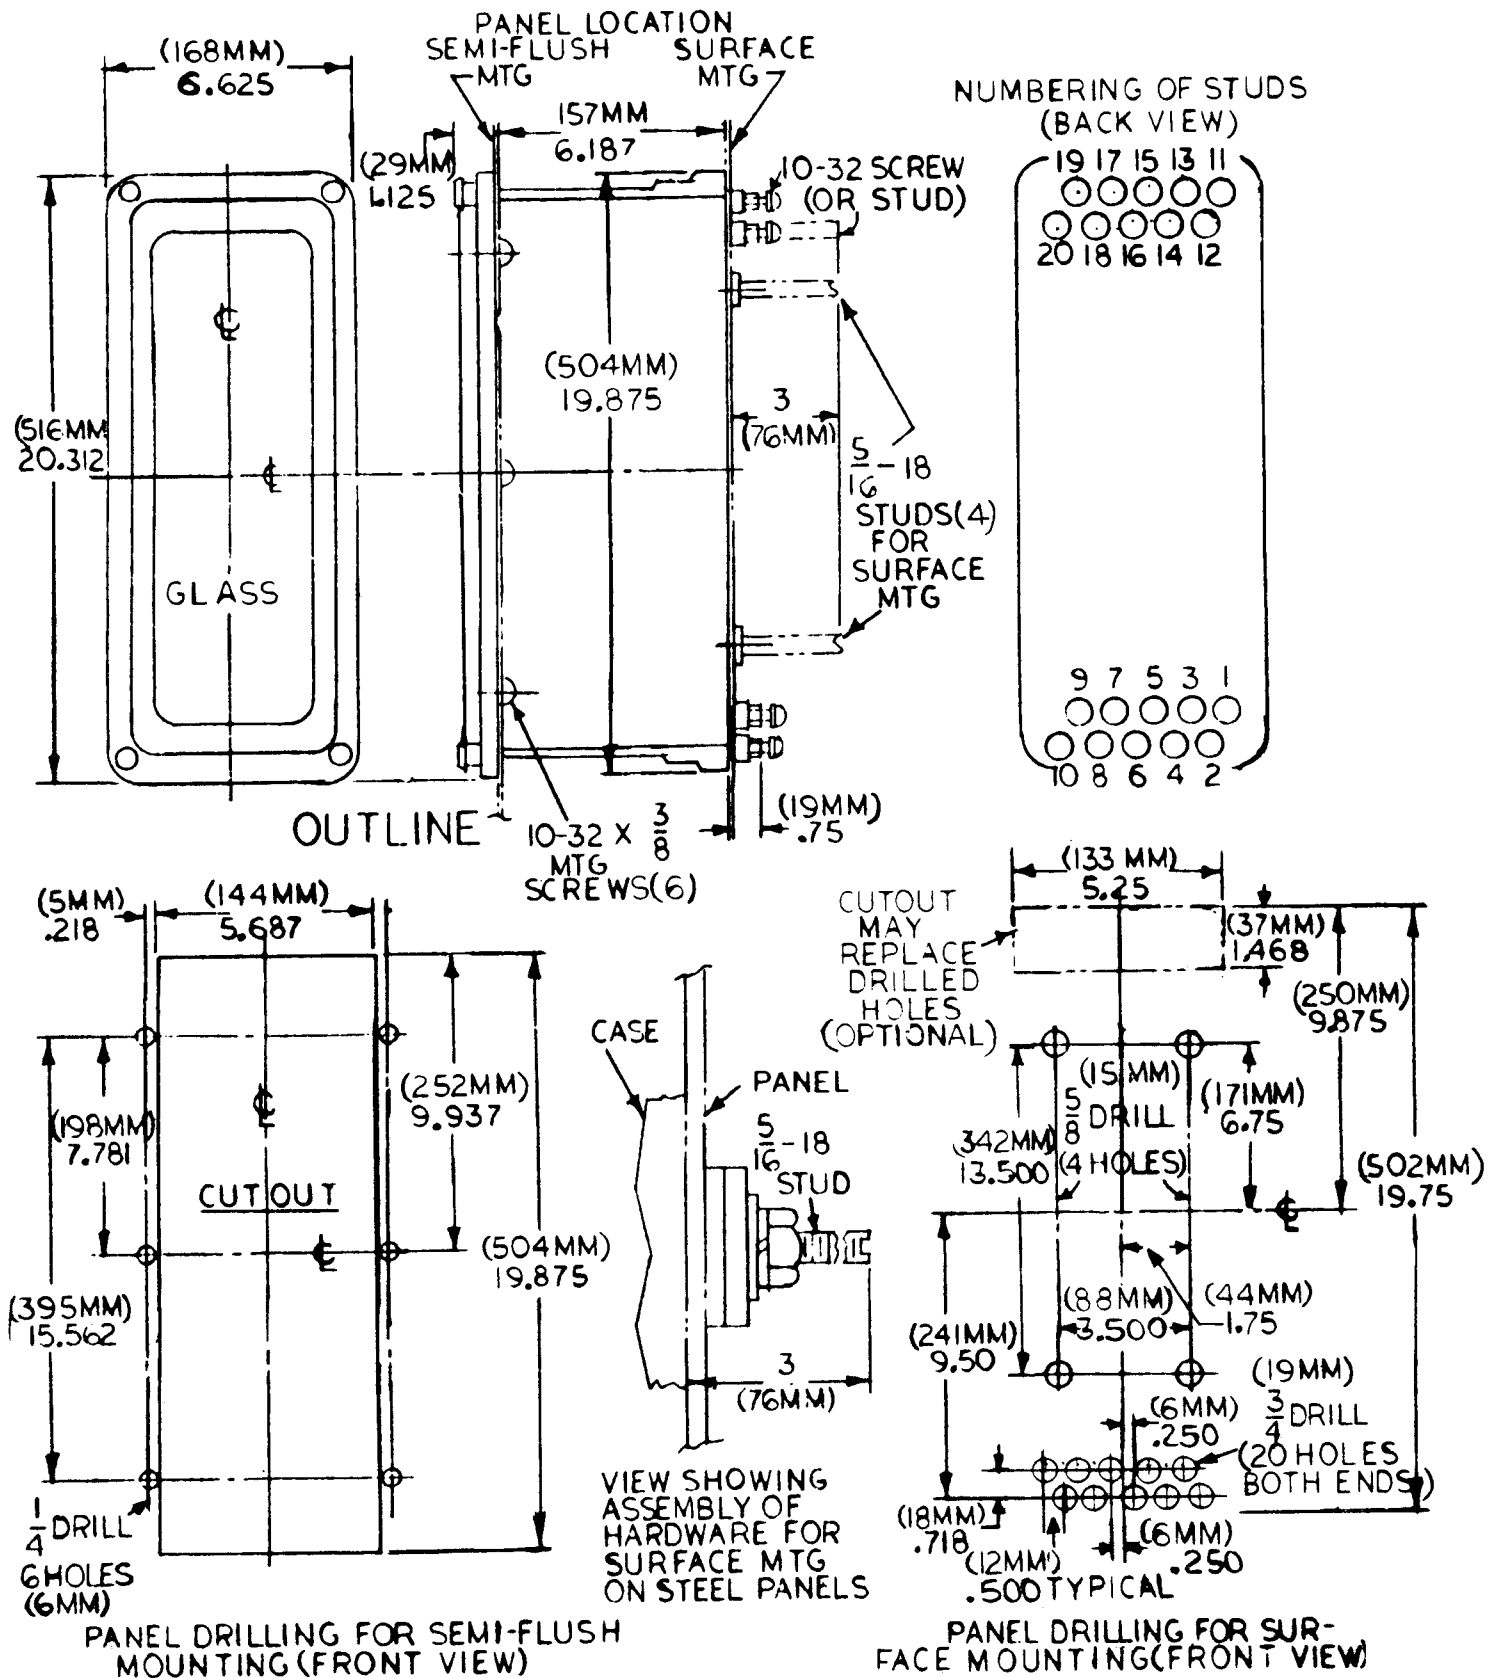 PANEL LOCATION
SEMI-FLUSH MTG
SURFACE MTG
(168MM)
6.625
157MM
6.187
(29MM)
1.125
10-32 SCREW
(OR STUD)
NUMBERING OF STUDS
(BACK VIEW)
19 17 15 13 11
20 18 16 14 12
(516MM
20.312
(504MM)
19.875
3
(76MM)
5/16-18
STUDS(4)
FOR
SURFACE
MTG
GLASS
9 7 5 3 1
10 8 6 4 2
OUTLINE
10-32 X 3/8
MTG
SCREWS(6)
(19MM)
.75
(5MM)
.218
(144MM)
5.687
(198MM)
7.781
(252MM)
9.937
CUTOUT
(504MM)
19.875
(395MM)
15.562
1/4 DRILL
6 HOLES
(6MM)
PANEL DRILLING FOR SEMI-FLUSH
MOUNTING (FRONT VIEW)
CASE
PANEL
5/16-18
STUD
3
(76MM)
VIEW SHOWING
ASSEMBLY OF
HARDWARE FOR
SURFACE MTG
ON STEEL PANELS
(133 MM)
5.25
CUTOUT
MAY
REPLACE
DRILLED
HOLES
(OPTIONAL)
(37MM)
1.468
(250MM)
9.875
(15MM)
5/8 DRILL
(4 HOLES)
(171MM)
6.75
(342MM)
13.500
(502MM)
19.75
(88MM)
3.500
(44MM)
1.75
(241MM)
9.50
(6MM)
.250
(19MM)
3/4 DRILL
(20 HOLES
BOTH ENDS)
(18MM)
.718
(12MM)
.500 TYPICAL
(6MM)
.250
PANEL DRILLING FOR SUR-
FACE MOUNTING(FRONT VIEW)